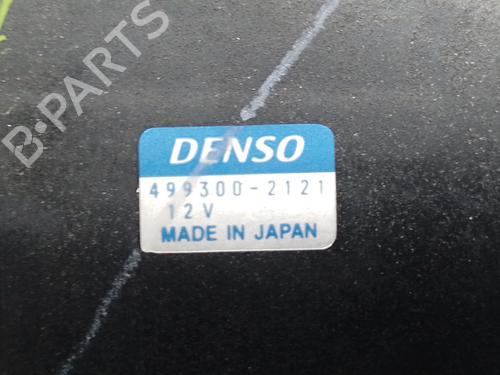 B-PARTS
DENSO
499300-2121
12V
MADE IN JAPAN